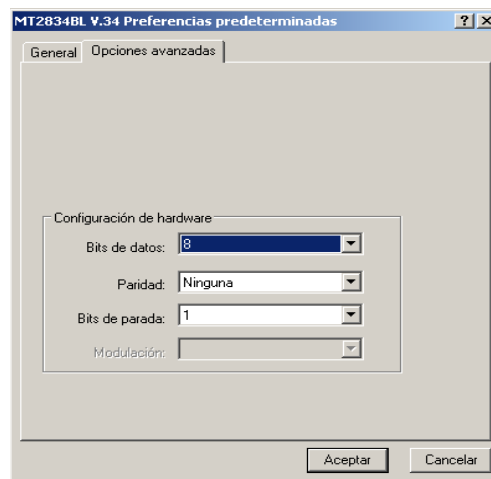 MT2834BL V.34 Preferencias predeterminadas
General Opciones avanzadas
Configuración de hardware
Bits de datos: 8
Paridad: Ninguna
Bits de parada: 1
Modulación:
Aceptar Cancelar